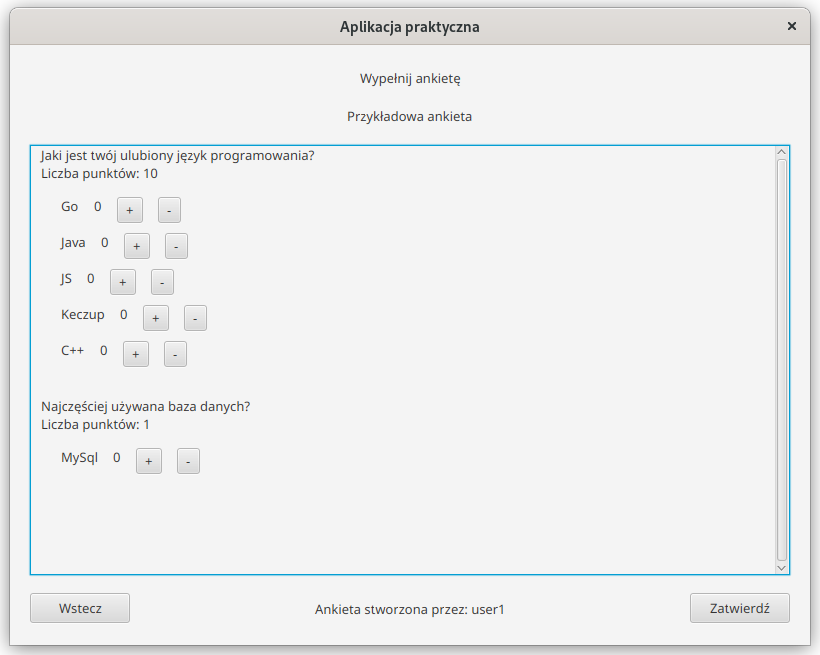 Aplikacja praktyczna ×
Wypełnij ankietę
Przykładowa ankieta
Jaki jest twój ulubiony język programowania?
Liczba punktów: 10
Go 0 + -
Java 0 + -
JS 0 + -
Keczup 0 + -
C++ 0 + -
Najczęściej używana baza danych?
Liczba punktów: 1
MySql 0 + -
Wstecz Ankieta stworzona przez: user1 Zatwierdź